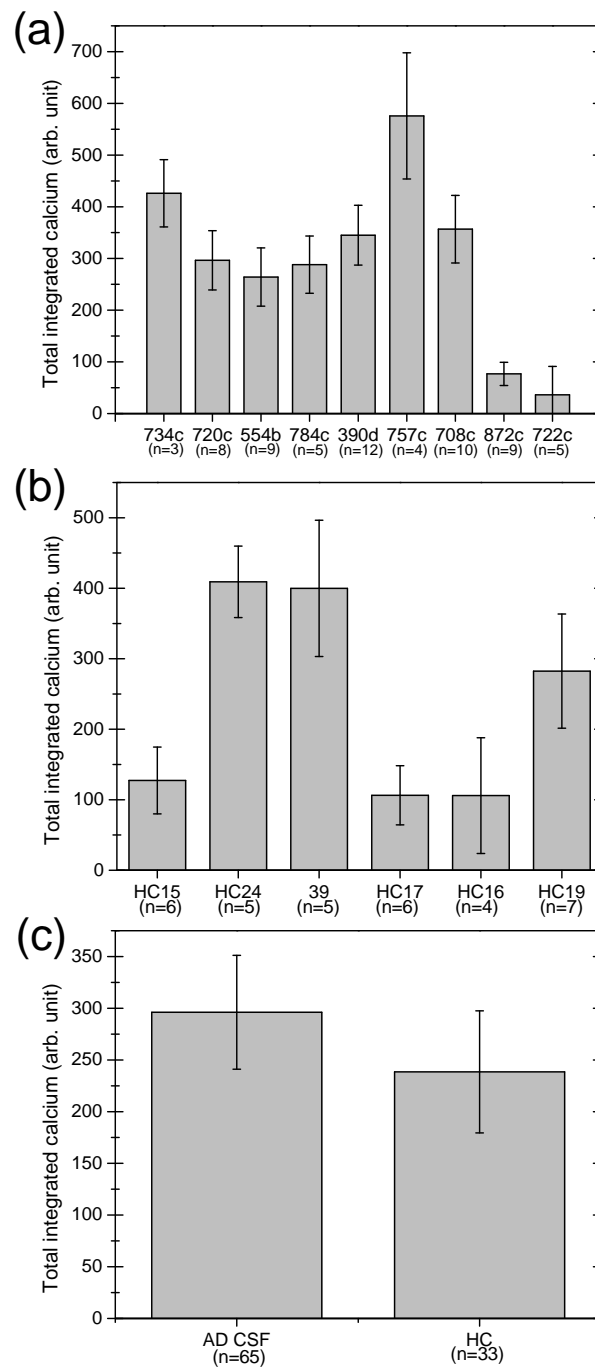 (a)
Total integrated calcium (arb. unit)
700
600
500
400
300
200
100
0
734c 720c 554b 784c 390d 757c 708c 872c 722c
(n=3) (n=8) (n=9) (n=5) (n=12) (n=4) (n=10) (n=9) (n=5)
(b)
Total integrated calcium (arb. unit)
500
400
300
200
100
0
HC15 HC24 39 HC17 HC16 HC19
(n=6) (n=5) (n=5) (n=6) (n=4) (n=7)
(c)
Total integrated calcium (arb. unit)
350
300
250
200
150
100
50
0
AD CSF HC
(n=65) (n=33)